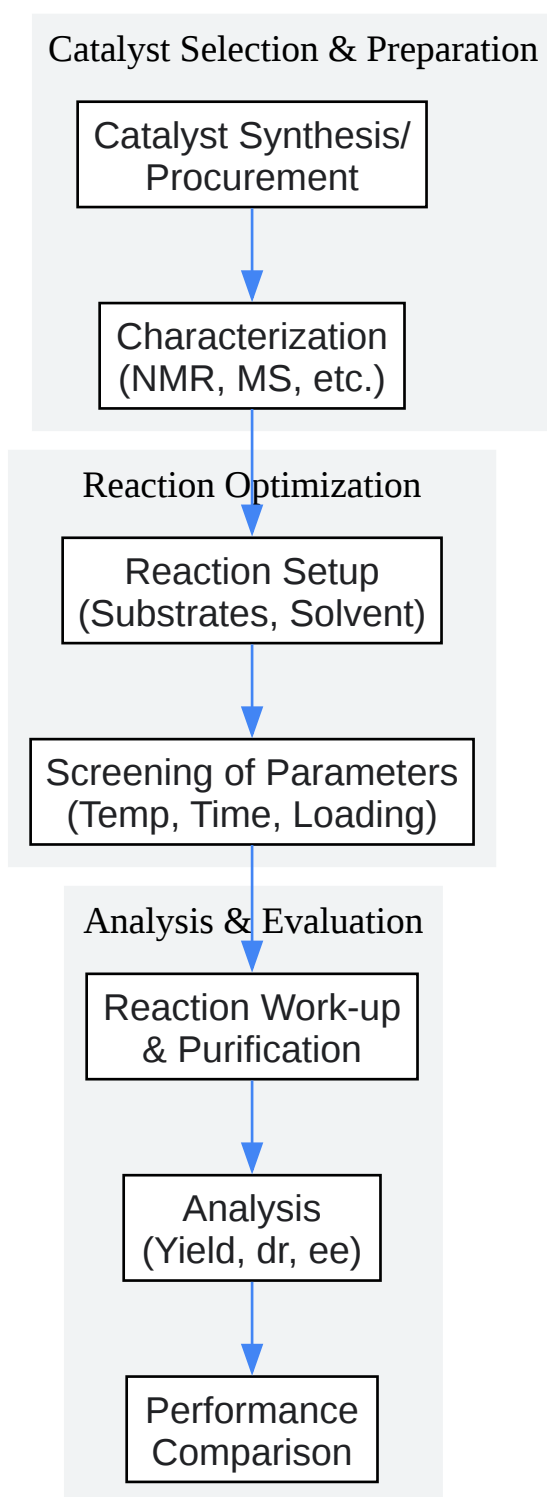 Catalyst Selection & Preparation
Catalyst Synthesis/
Procurement
Characterization
(NMR, MS, etc.)
Reaction Optimization
Reaction Setup
(Substrates, Solvent)
Screening of Parameters
(Temp, Time, Loading)
Analysis & Evaluation
Reaction Work-up
& Purification
Analysis
(Yield, dr, ee)
Performance
Comparison